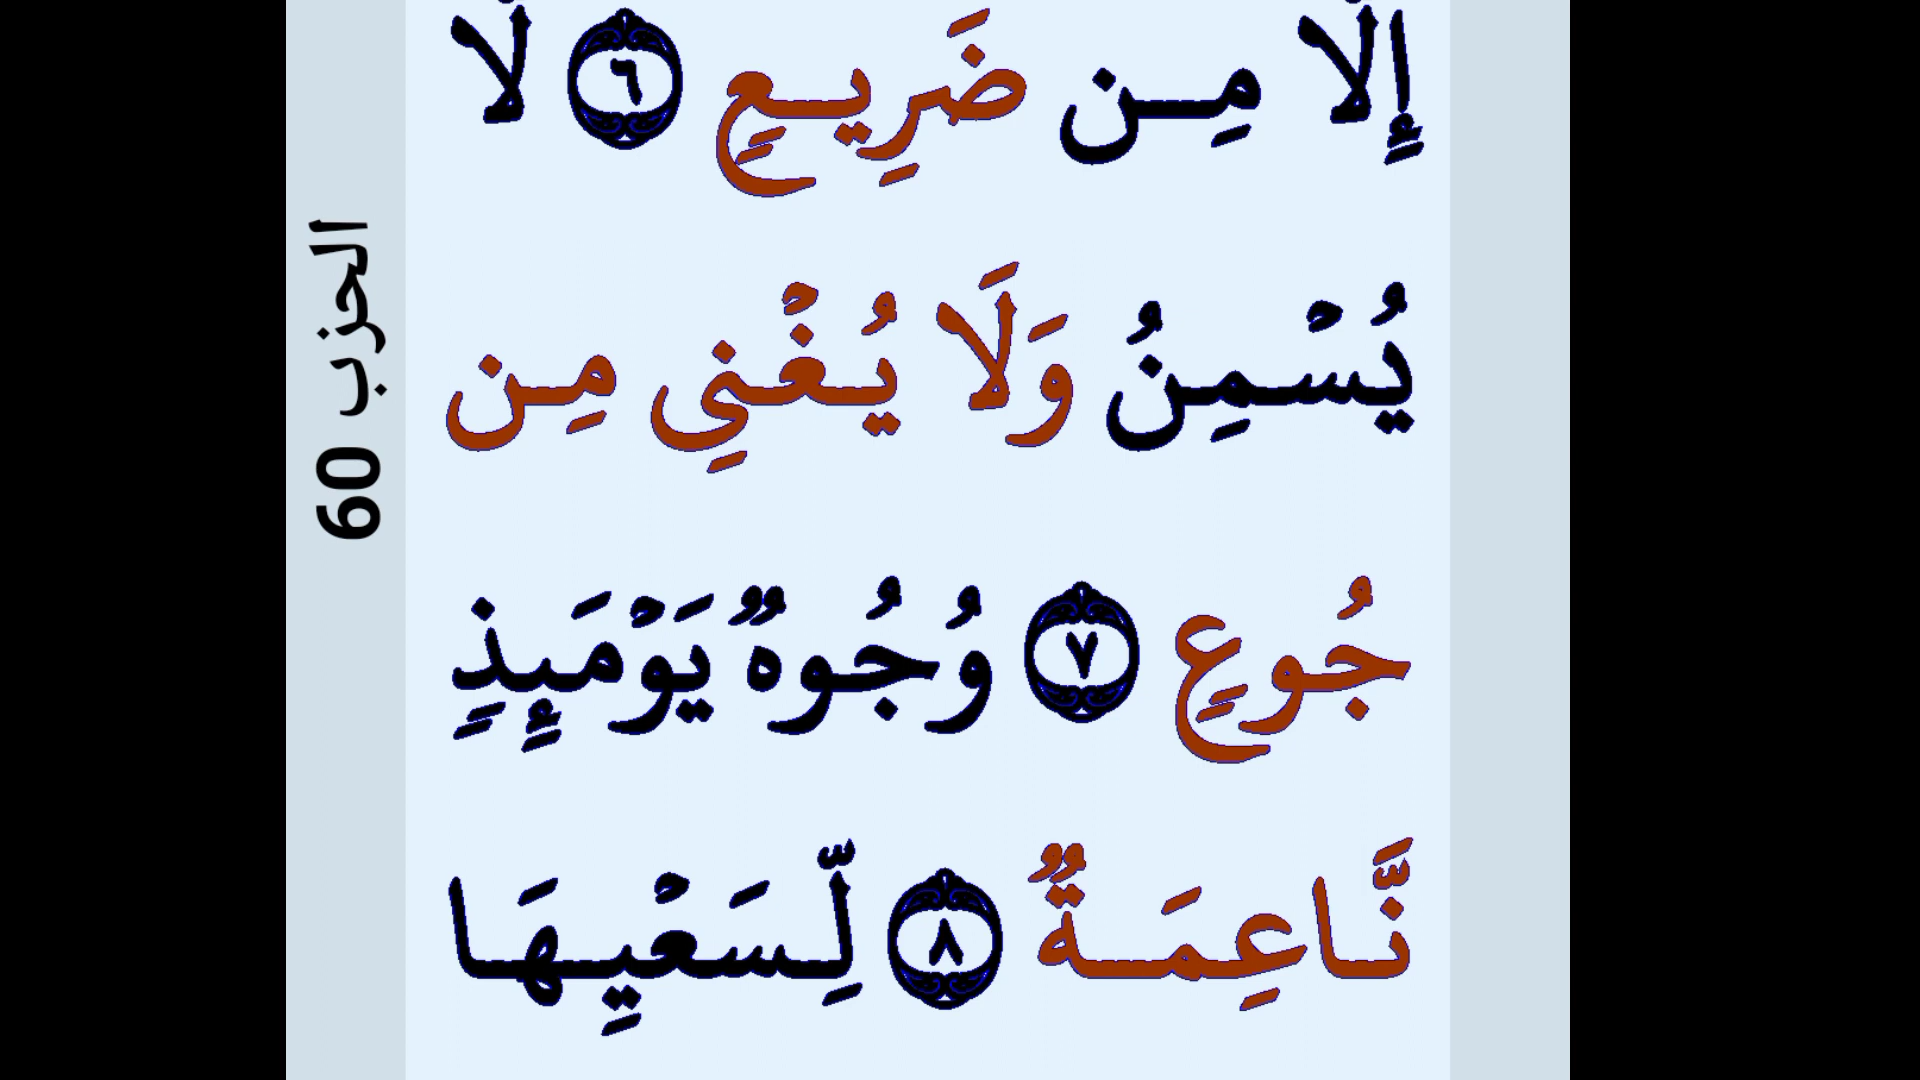 إِلَّا مِن ضَرِيعٍ ٦ لَّا
يُسْمِنُ وَلَا يُغْنِي مِن
جُوعٍ ٧ وُجُوهٌ يَوْمَئِذٍ
نَّاعِمَةٌ ٨ لِّسَعْيِهَا
الحزب 60